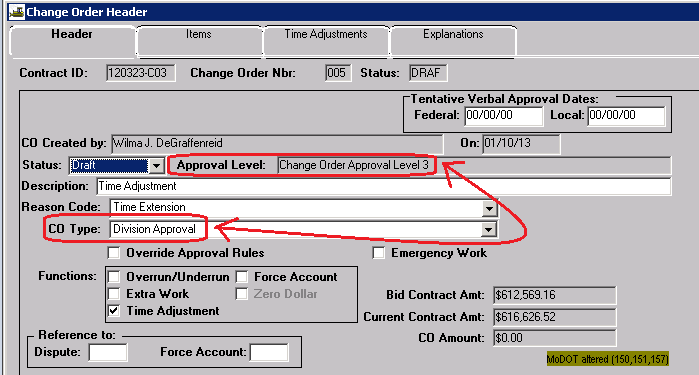 Change Order Header
Header Items Time Adjustments Explanations
Contract ID: 120323-C03 Change Order Nbr: 005 Status: DRAF
Tentative Verbal Approval Dates:
Federal: 00/00/00 Local: 00/00/00
CO Created by: Wilma J. DeGraffenreid On: 01/10/13
Status: Draft Approval Level: Change Order Approval Level 3
Description: Time Adjustment
Reason Code: Time Extension
CO Type: Division Approval
Override Approval Rules Emergency Work
Functions: Overrun/Underrun Force Account
Extra Work Zero Dollar
Time Adjustment
Bid Contract Amt: $612,569.16
Current Contract Amt: $616,626.52
CO Amount: $0.00
Reference to:
Dispute: Force Account:
MoDOT altered (150,151,157)